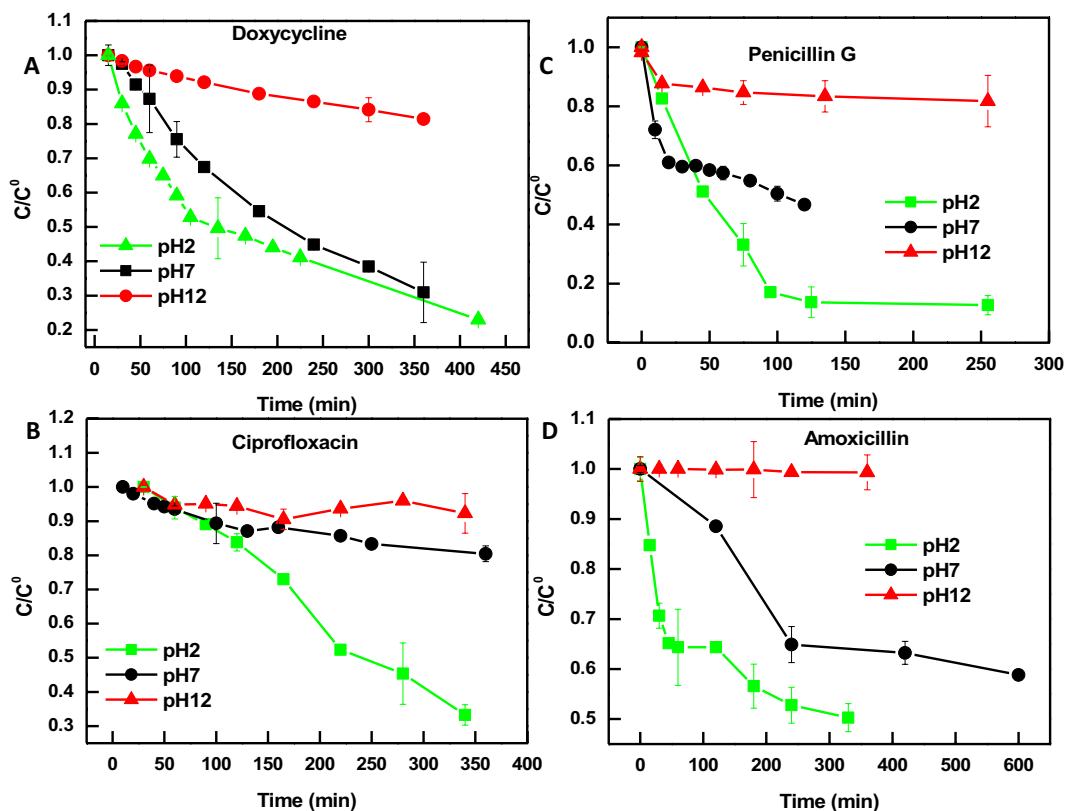 A
Doxycycline
C/C0
1.0
0.9
0.8
0.7
0.6
0.5
0.4
0.3
0.2
pH2
pH7
pH12
0 50 100 150 200 250 300 350 400 450
Time (min)
C
Penicillin G
C/C0
1.0
0.8
0.6
0.4
0.2
0.0
pH2
pH7
pH12
0 50 100 150 200 250 300
Time (min)
B
Ciprofloxacin
C/C0
1.2
1.1
1.0
0.9
0.8
0.7
0.6
0.5
0.4
0.3
pH2
pH7
pH12
0 50 100 150 200 250 300 350 400
Time (min)
D
Amoxicillin
C/C0
1.1
1.0
0.9
0.8
0.7
0.6
0.5
pH2
pH7
pH12
0 100 200 300 400 500 600
Time (min)